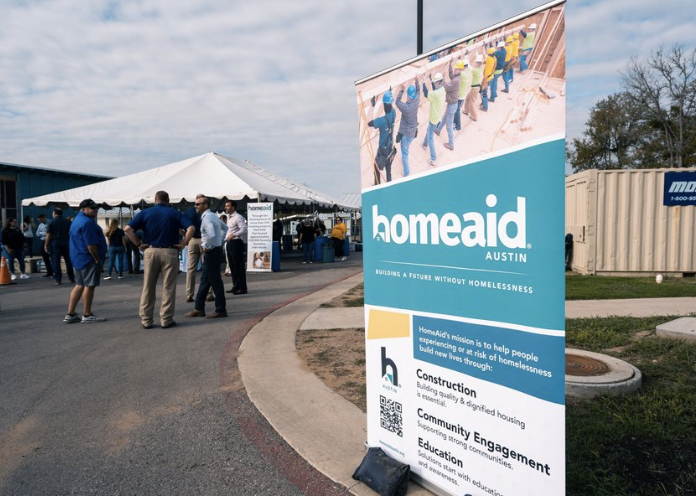 homeaid
AUSTIN
BUILDING A FUTURE WITHOUT HOMELESSNESS
HomeAid's mission is to help people
experiencing or at risk of homelessness
build new lives through:
h
AUSTIN
Construction
Building quality & dignified housing
is essential.
Community Engagement
Supporting strong communities.
Education
Solutions start with education
and awareness.
homeaid